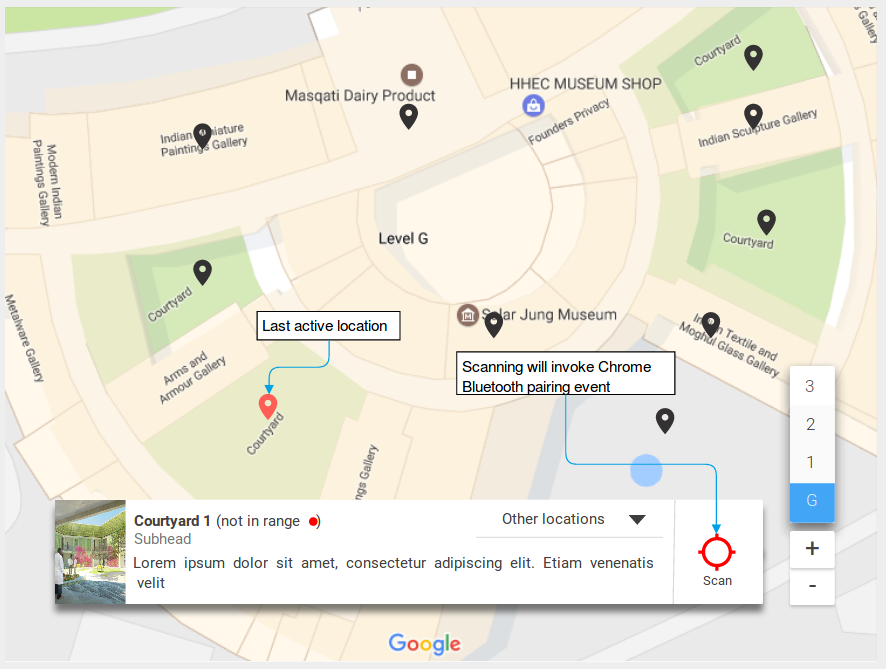 Courtyard
Masqati Dairy Product
HHEC MUSEUM SHOP
Founders Privacy
Indian Miniature
Paintings Gallery
Indian Sculpture Gallery
Modern Indian
Paintings Gallery
Level G
Courtyard
Courtyard
Metalware Gallery
Salar Jung Museum
Last active location
Indian Textile and
Moghul Glass Gallery
Arms and
Armour Gallery
Scanning will invoke Chrome
Bluetooth pairing event
Courtyard
ngs Gallery
3
2
1
G
+
-
Courtyard 1 (not in range )
Subhead
Lorem ipsum dolor sit amet, consectetur adipiscing elit. Etiam venenatis
velit
Other locations
Scan
Google